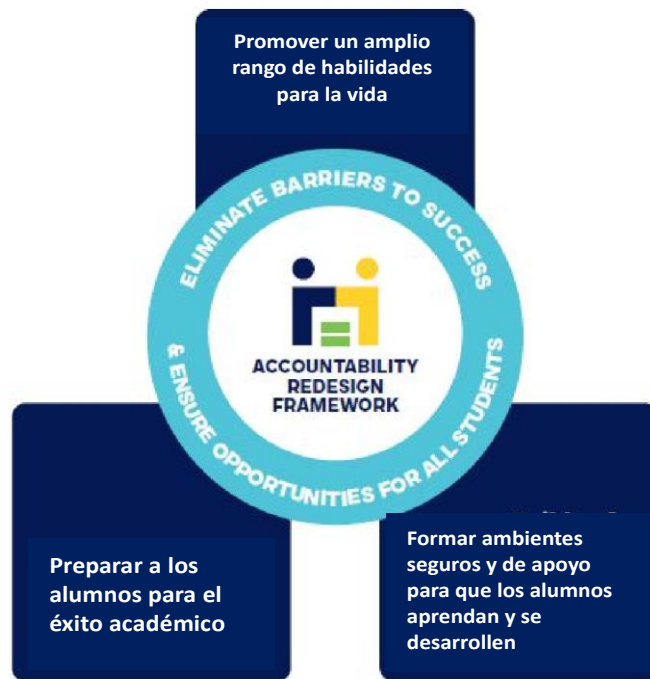 Promover un amplio
rango de habilidades
para la vida
ELIMINATE BARRIERS TO SUCCESS
& ENSURE OPPORTUNITIES FOR ALL STUDENTS
ACCOUNTABILITY
REDESIGN
FRAMEWORK
Preparar a los
alumnos para el
éxito académico
Formar ambientes
seguros y de apoyo
para que los alumnos
aprendan y se
desarrollen